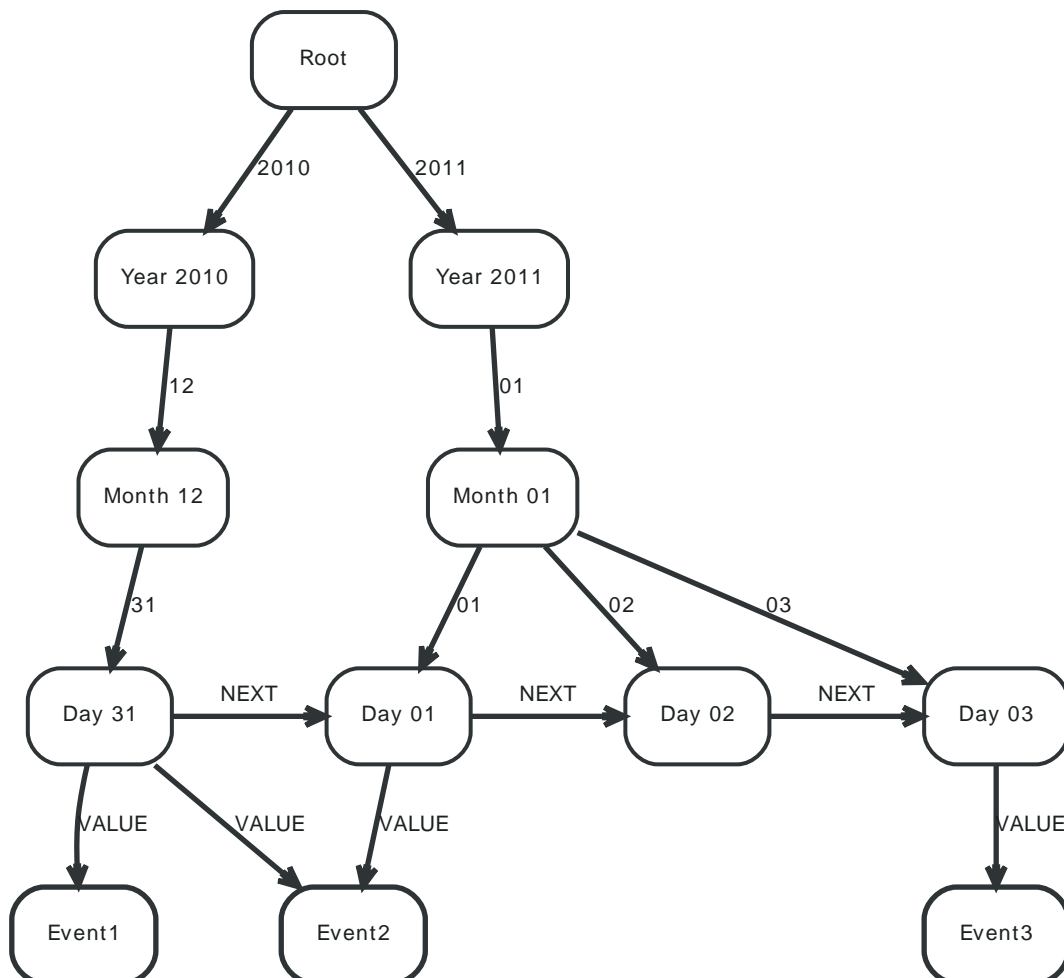 Root
2010
2011
Year 2010
Year 2011
12
01
Month 12
Month 01
31
01
02
03
Day 31
NEXT
Day 01
NEXT
Day 02
NEXT
Day 03
VALUE
VALUE
VALUE
VALUE
Event1
Event2
Event3